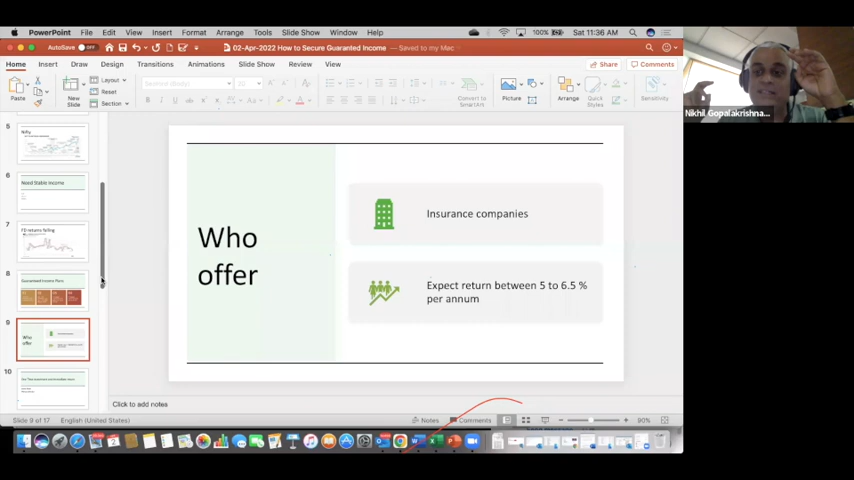 PowerPoint File Edit View Insert Format Arrange Tools Slide Show Window Help 100% Sat 11:36 AM
AutoSave OFF 02-Apr-2022 How to Secure Guaranted Income — Saved to my Mac
Home Insert Draw Design Transitions Animations Slide Show Review View Share Comments
Paste New Slide Layout Reset Section Convert to SmartArt Picture Arrange Quick Styles Sensitivity
Nikhil Gopalakrishna...
5
Nifty
6
Need Stable Income
7
FD returns falling
8
Guaranteed Income Plans
9
Who offer
10
Who
offer
Insurance companies
Expect return between 5 to 6.5 %
per annum
Click to add notes
Slide 9 of 17 English (United States) Notes Comments 90%